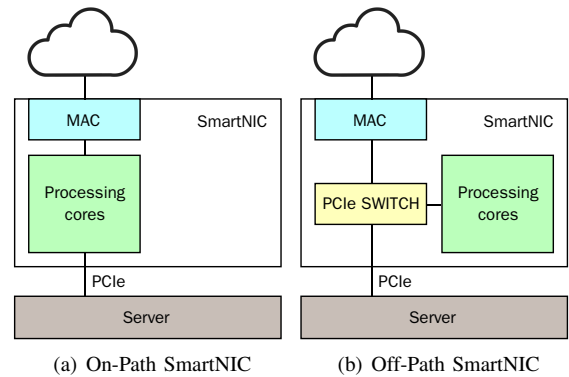 MAC
SmartNIC
Processing
cores
PCIe
Server
(a) On-Path SmartNIC
MAC
SmartNIC
PCIe SWITCH
Processing
cores
PCIe
Server
(b) Off-Path SmartNIC